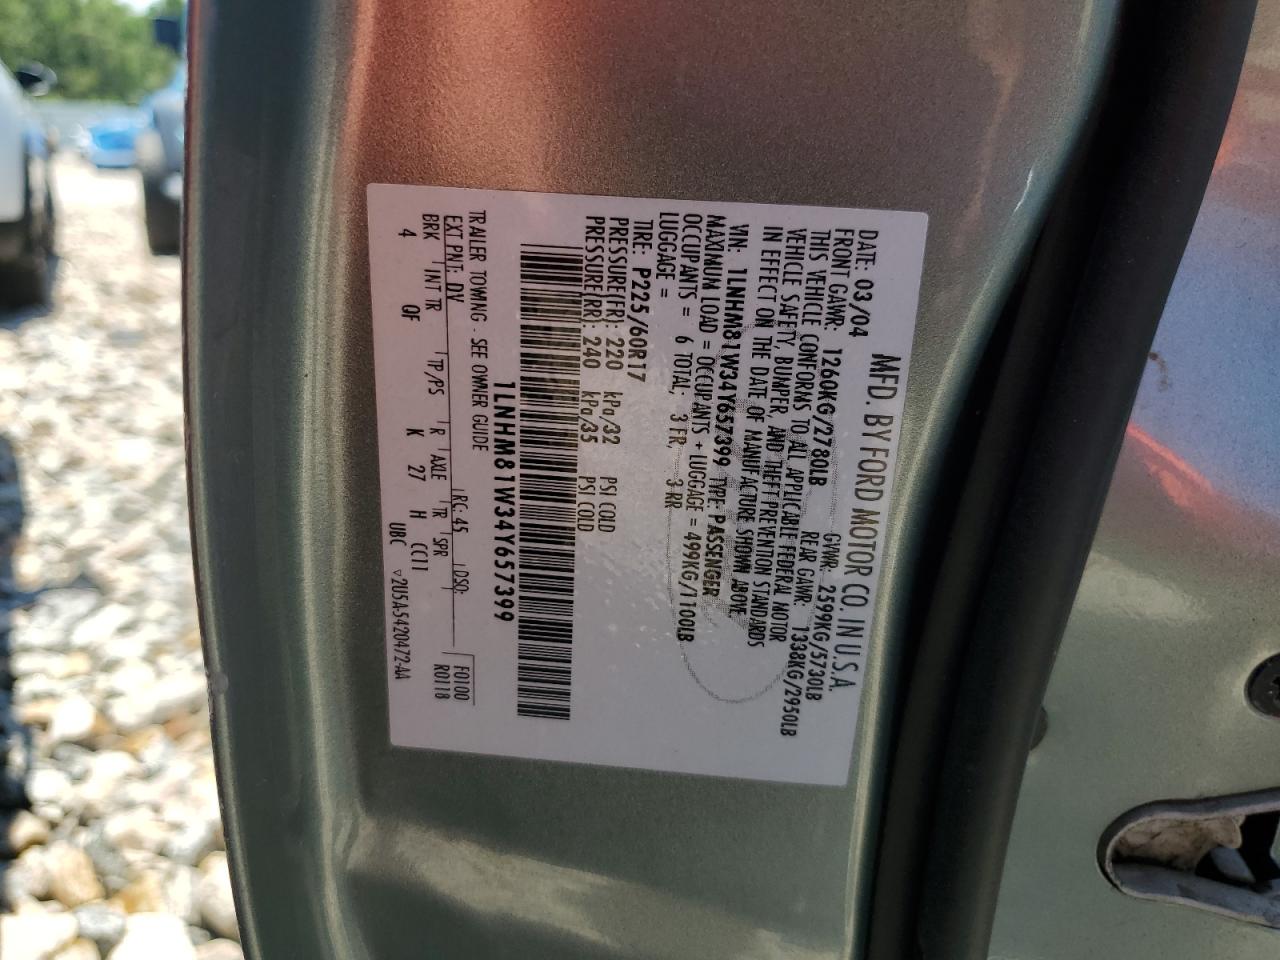 MFD. BY FORD MOTOR CO. IN U.S.A.
DATE: 03/04 GVWR: 2599KG/5730LB
FRONT GAWR: 1260KG/2780LB REAR GAWR: 1338KG/2950LB
THIS VEHICLE CONFORMS TO ALL APPLICABLE FEDERAL MOTOR
VEHICLE SAFETY, BUMPER, AND THEFT PREVENTION STANDARDS
IN EFFECT ON THE DATE OF MANUFACTURE SHOWN ABOVE.
VIN: 1LNHM81W34Y657399 TYPE: PASSENGER
MAXIMUM LOAD = OCCUPANTS + LUGGAGE = 499KG/1100LB
OCCUPANTS = 6 TOTAL, 3 FR, 3 RR
LUGGAGE =
TIRE: P225/60R17
PRESSURE(FR): 220 kPa/32 PSI COLD
PRESSURE(RR): 240 kPa/35 PSI COLD
1LNHM81W34Y657399
TRAILER TOWING - SEE OWNER GUIDE
EXT PNT: DV RC: 45 DSO: F0100
BRK INT TR TP/PS R AXLE TR SPR R0118
4 QF K 27 H CC11
UBC ▽2U5A-5420472-AA